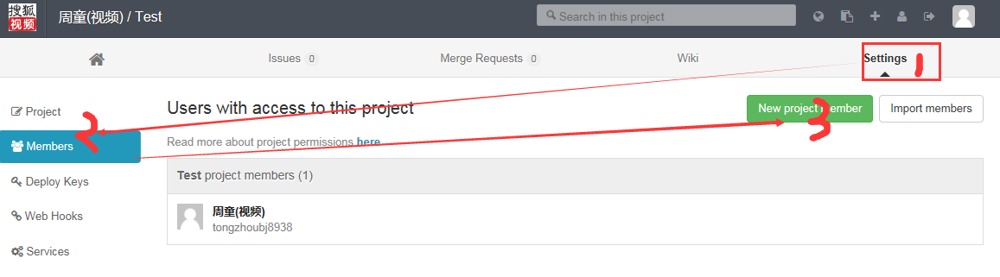 搜狐
视频
周童(视频) / Test
Search in this project
Issues 0
Merge Requests 0
Wiki
Settings
1
Project
Users with access to this project
New project member
Import members
3
2
Members
Read more about project permissions here
Deploy Keys
Test project members (1)
Web Hooks
周童(视频)
tongzhoubj8938
Services